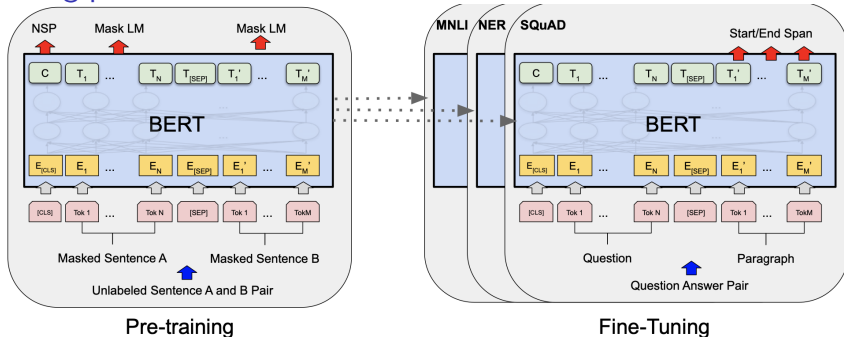 NSP Mask LM Mask LM
C T1 ... TN T[SEP] T1' ... TM'
BERT
E[CLS] E1 ... EN E[SEP] E1' ... EM'
[CLS] Tok 1 ... Tok N [SEP] Tok 1 ... TokM
Masked Sentence A Masked Sentence B
Unlabeled Sentence A and B Pair
Pre-training
MNLI NER SQuAD
Start/End Span
C T1 ... TN T[SEP] T1' ... TM'
BERT
E[CLS] E1 ... EN E[SEP] E1' ... EM'
[CLS] Tok 1 ... Tok N [SEP] Tok 1 ... TokM
Question Paragraph
Question Answer Pair
Fine-Tuning